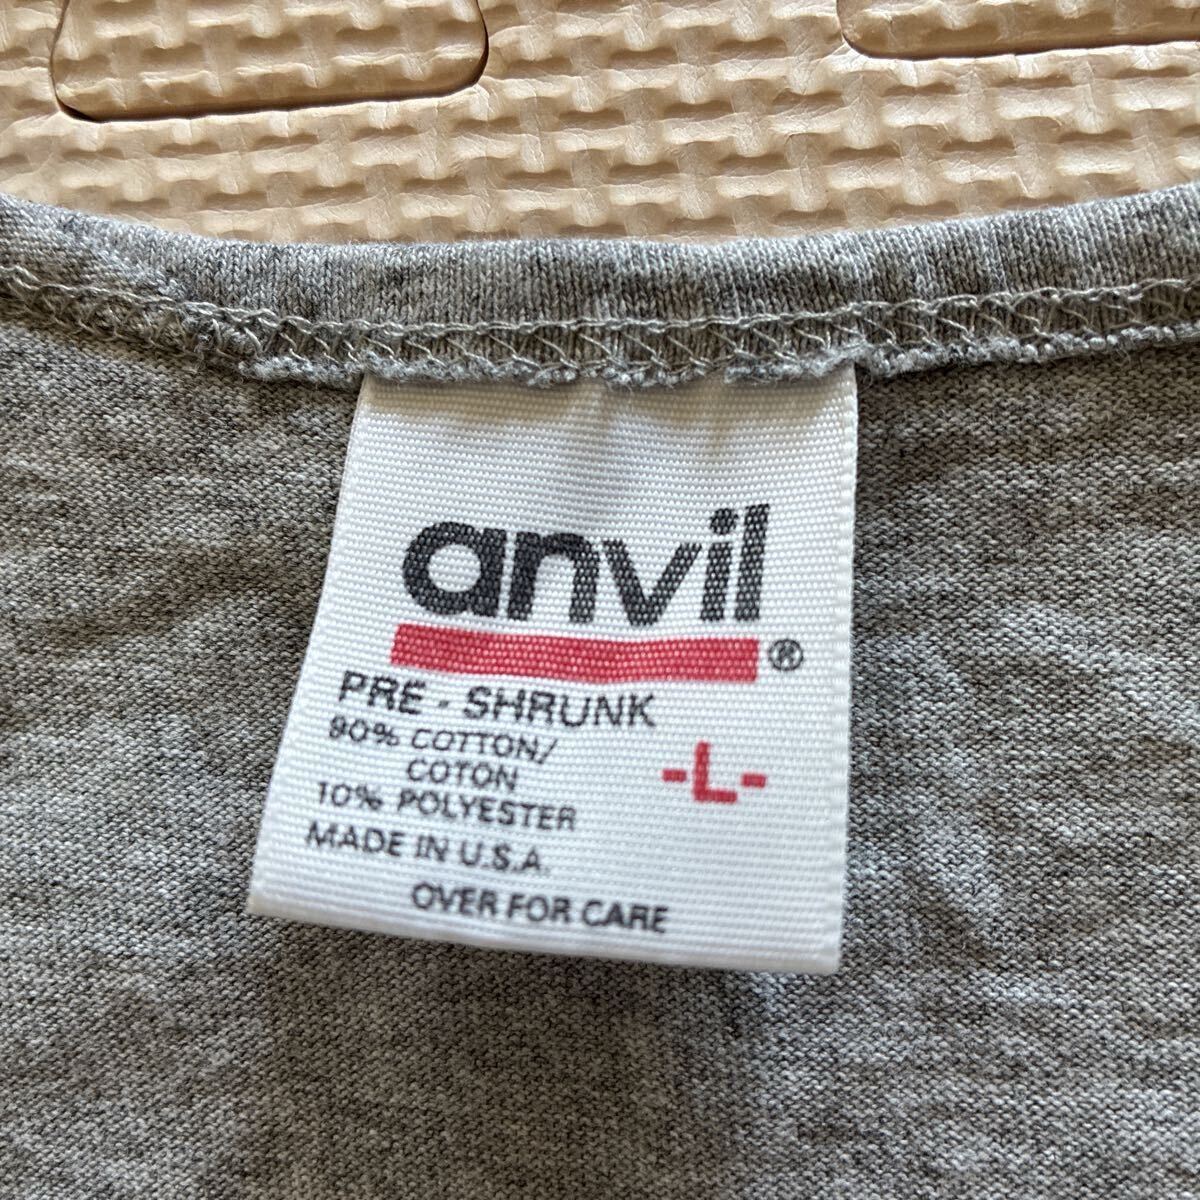 anvil®
PRE - SHRUNK
90% COTTON/
COTON
-L-
10% POLYESTER
MADE IN U.S.A.
OVER FOR CARE